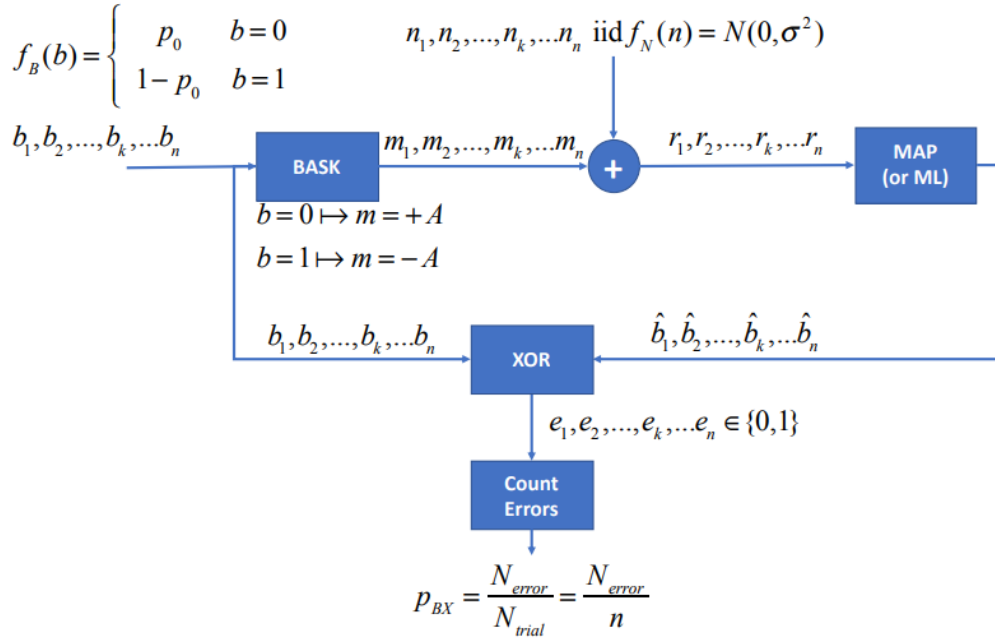 f_B(b) = { p_0 b = 0
1 − p_0 b = 1
n_1, n_2, ..., n_k, ...n_n iid f_N(n) = N(0, σ^2)
b_1, b_2, ..., b_k, ...b_n
BASK
m_1, m_2, ..., m_k, ...m_n
+
r_1, r_2, ..., r_k, ...r_n
MAP
(or ML)
b = 0 ↦ m = +A
b = 1 ↦ m = −A
b_1, b_2, ..., b_k, ...b_n
XOR
b̂_1, b̂_2, ..., b̂_k, ...b̂_n
e_1, e_2, ..., e_k, ...e_n ∈ {0,1}
Count
Errors
p_BX = N_error / N_trial = N_error / n